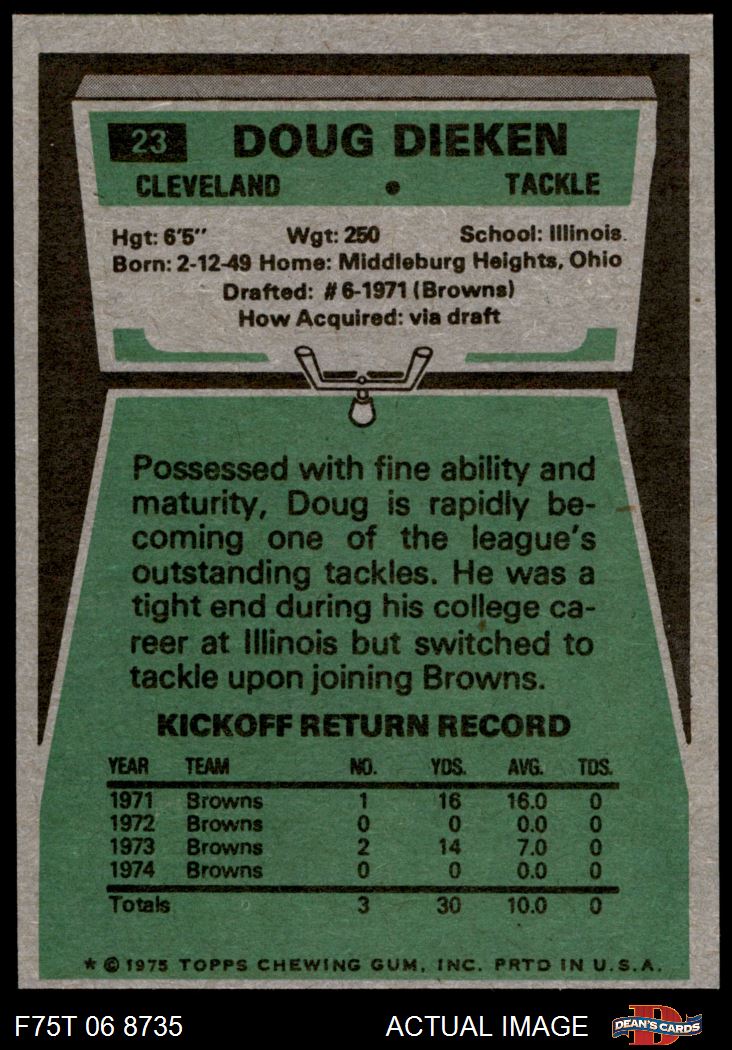 23 DOUG DIEKEN
CLEVELAND • TACKLE
Hgt: 6'5" Wgt: 250 School: Illinois.
Born: 2-12-49 Home: Middleburg Heights, Ohio
Drafted: #6-1971 (Browns)
How Acquired: via draft
Possessed with fine ability and
maturity, Doug is rapidly be-
coming one of the league's
outstanding tackles. He was a
tight end during his college ca-
reer at Illinois but switched to
tackle upon joining Browns.
KICKOFF RETURN RECORD
YEAR TEAM NO. YDS. AVG. TDS.
1971 Browns 1 16 16.0 0
1972 Browns 0 0 0.0 0
1973 Browns 2 14 7.0 0
1974 Browns 0 0 0.0 0
Totals 3 30 10.0 0
* © 1975 TOPPS CHEWING GUM, INC. PRTD IN U.S.A.
F75T 06 8735 ACTUAL IMAGE DEAN'S CARDS